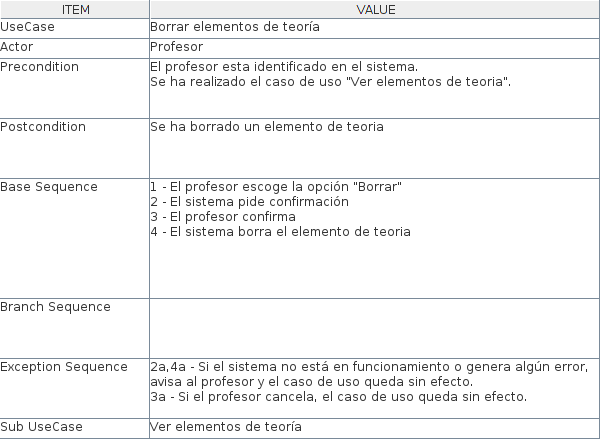 ITEM VALUE
UseCase Borrar elementos de teoría
Actor Profesor
Precondition El profesor esta identificado en el sistema.
Se ha realizado el caso de uso "Ver elementos de teoria".
Postcondition Se ha borrado un elemento de teoria
Base Sequence 1 - El profesor escoge la opción "Borrar"
2 - El sistema pide confirmación
3 - El profesor confirma
4 - El sistema borra el elemento de teoria
Branch Sequence
Exception Sequence 2a,4a - Si el sistema no está en funcionamiento o genera algún error,
avisa al profesor y el caso de uso queda sin efecto.
3a - Si el profesor cancela, el caso de uso queda sin efecto.
Sub UseCase Ver elementos de teoría